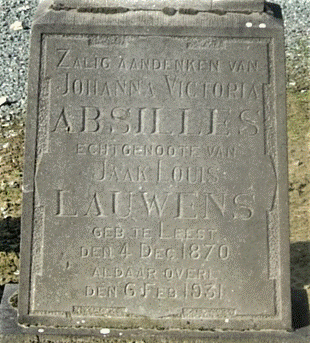 ZALIG AANDENKEN VAN
JOHANNA VICTORIA
ABSILLES
ECHTGENOOTE VAN
JAAK LOUIS
LAUWENS
GEB TE LEEST
DEN 4 DEC 1870
ALDAAR OVERL
DEN 6 FEB 1931